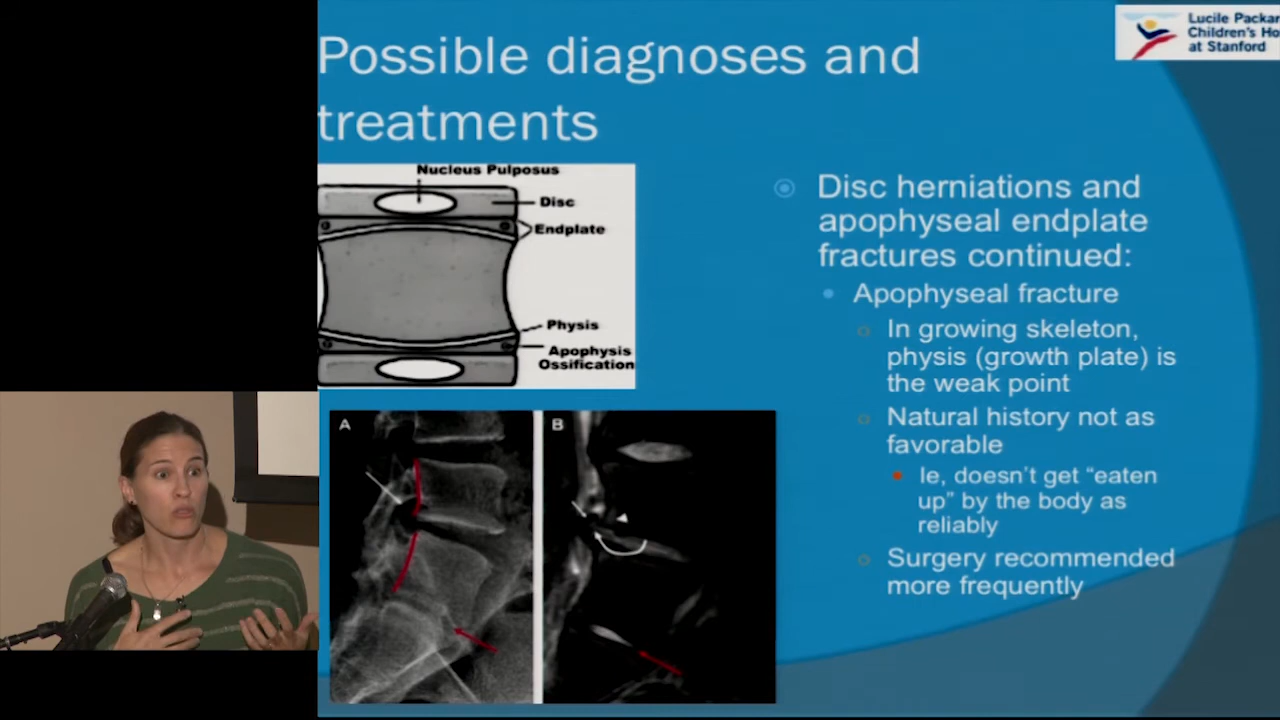 Possible diagnoses and
treatments
Lucile Packar
Children's Ho
at Stanford
Nucleus Pulposus
Disc
Endplate
Physis
Apophysis
Ossification
A
B
Disc herniations and
apophyseal endplate
fractures continued:
Apophyseal fracture
In growing skeleton,
physis (growth plate) is
the weak point
Natural history not as
favorable
Ie, doesn't get "eaten
up" by the body as
reliably
Surgery recommended
more frequently